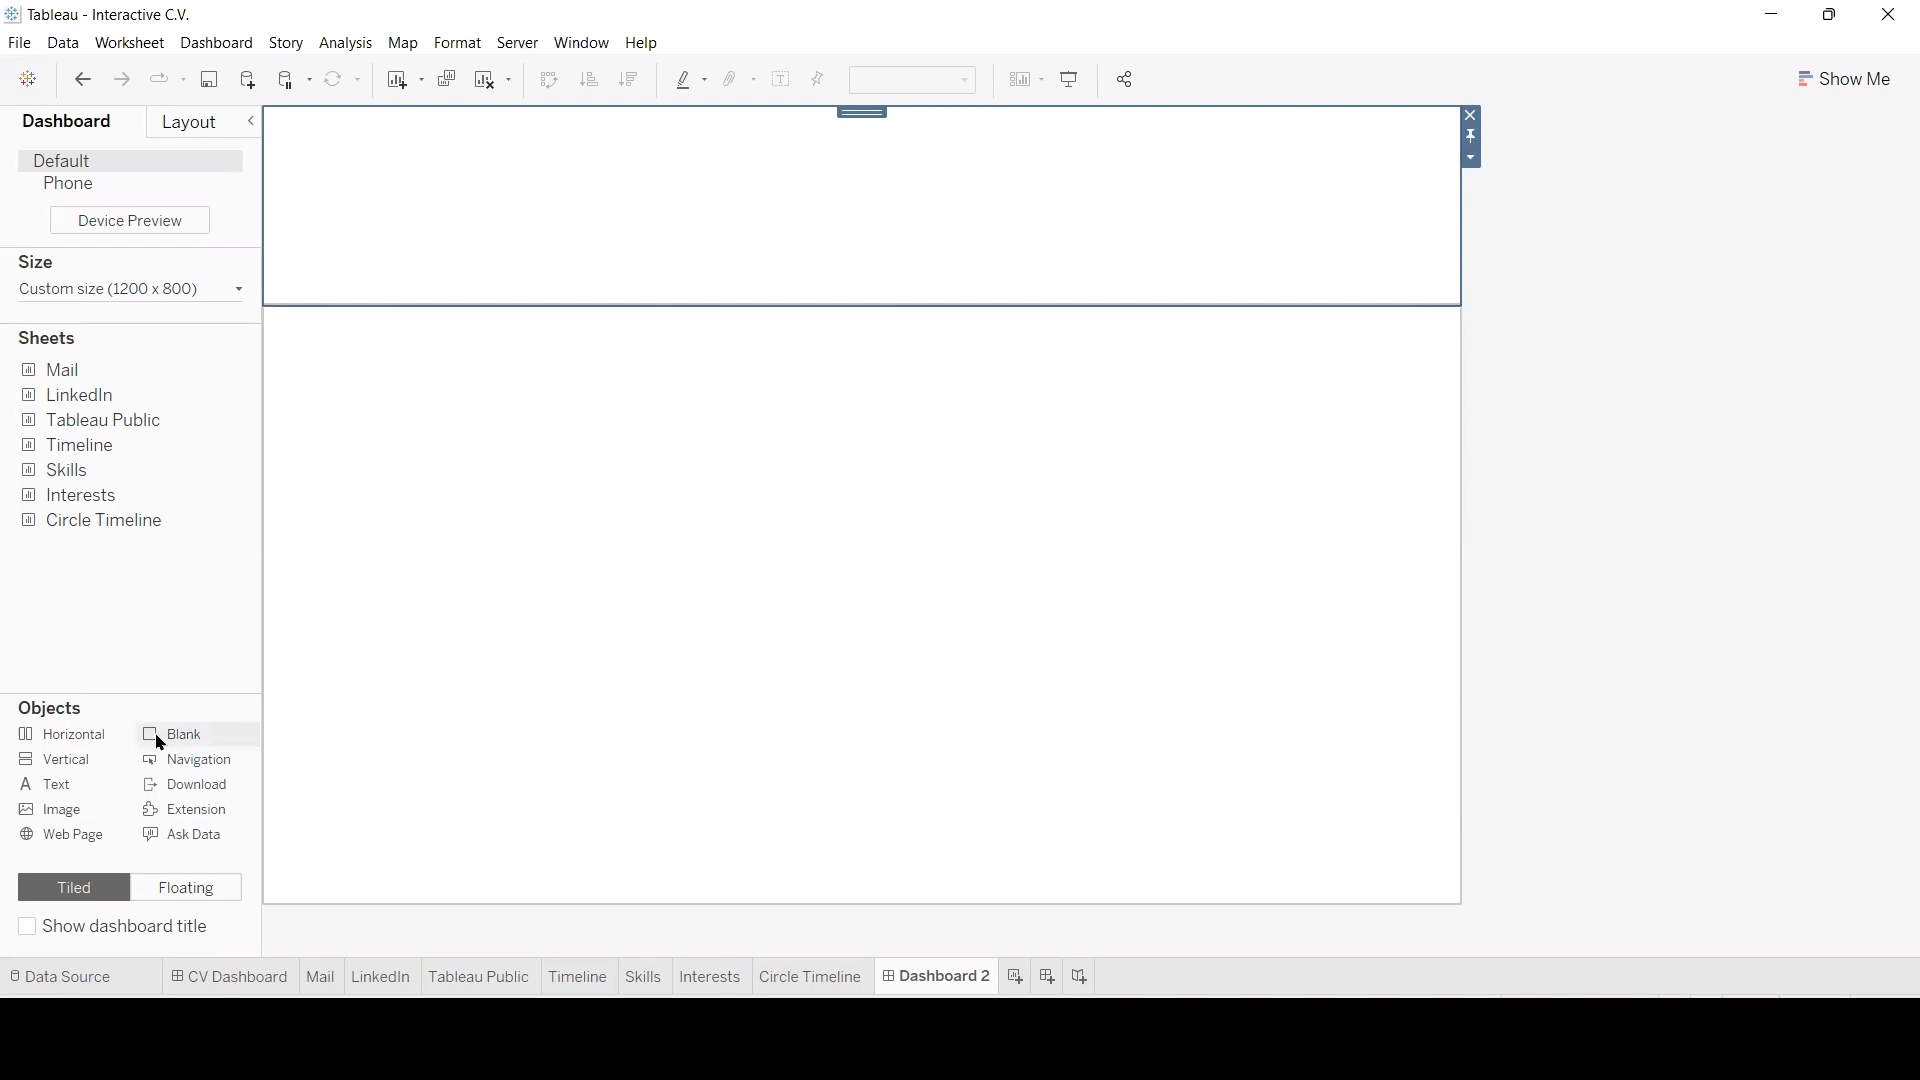 Tableau - Interactive C.V.
File Data Worksheet Dashboard Story Analysis Map Format Server Window Help
Show Me
Dashboard Layout
Default
Phone
Device Preview
Size
Custom size (1200 x 800)
Sheets
Mail
LinkedIn
Tableau Public
Timeline
Skills
Interests
Circle Timeline
Objects
Horizontal Blank
Vertical Navigation
Text Download
Image Extension
Web Page Ask Data
Tiled Floating
Show dashboard title
Data Source CV Dashboard Mail LinkedIn Tableau Public Timeline Skills Interests Circle Timeline Dashboard 2